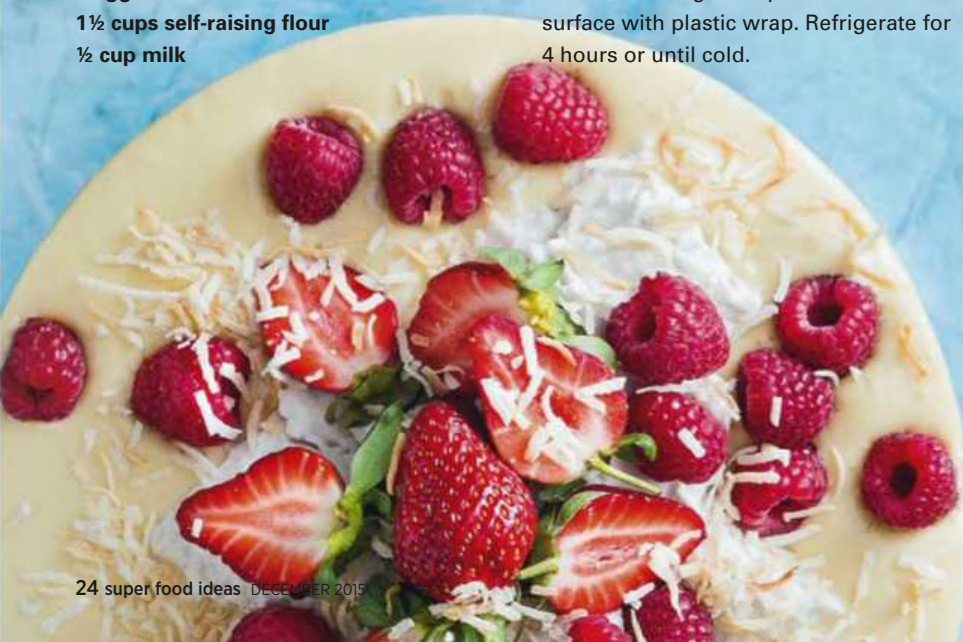 1½ cups self-raising flour
½ cup milk
surface with plastic wrap. Refrigerate for
4 hours or until cold.
24 super food ideas DECEMBER 2015